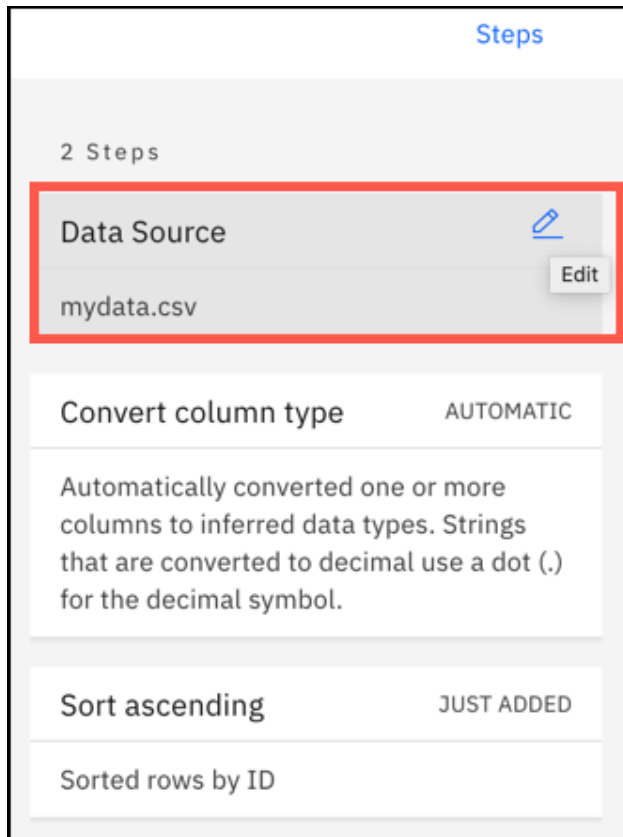 Steps
2 Steps
Data Source
Edit
mydata.csv
Convert column type AUTOMATIC
Automatically converted one or more
columns to inferred data types. Strings
that are converted to decimal use a dot (.)
for the decimal symbol.
Sort ascending JUST ADDED
Sorted rows by ID